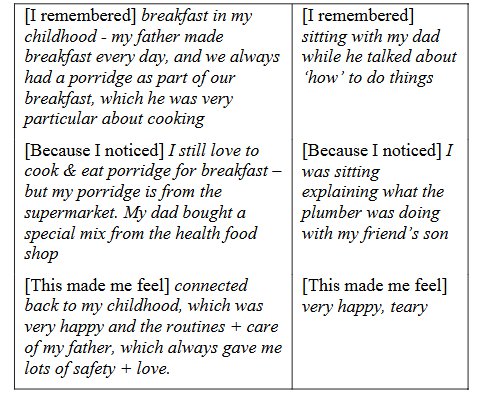 [I remembered] breakfast in my
childhood - my father made
breakfast every day, and we always
had a porridge as part of our
breakfast, which he was very
particular about cooking
[Because I noticed] I still love to
cook & eat porridge for breakfast –
but my porridge is from the
supermarket. My dad bought a
special mix from the health food
shop
[This made me feel] connected
back to my childhood, which was
very happy and the routines + care
of my father, which always gave me
lots of safety + love.
[I remembered]
sitting with my dad
while he talked about
‘how’ to do things
[Because I noticed] I
was sitting
explaining what the
plumber was doing
with my friend’s son
[This made me feel]
very happy, teary